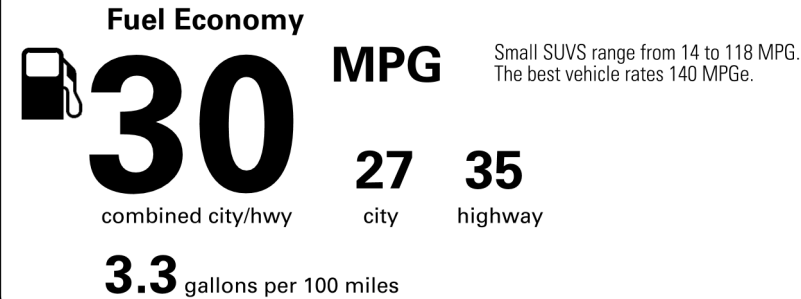 Fuel Economy
30 MPG
Small SUVS range from 14 to 118 MPG.
The best vehicle rates 140 MPGe.
27 35
combined city/hwy city highway
3.3 gallons per 100 miles